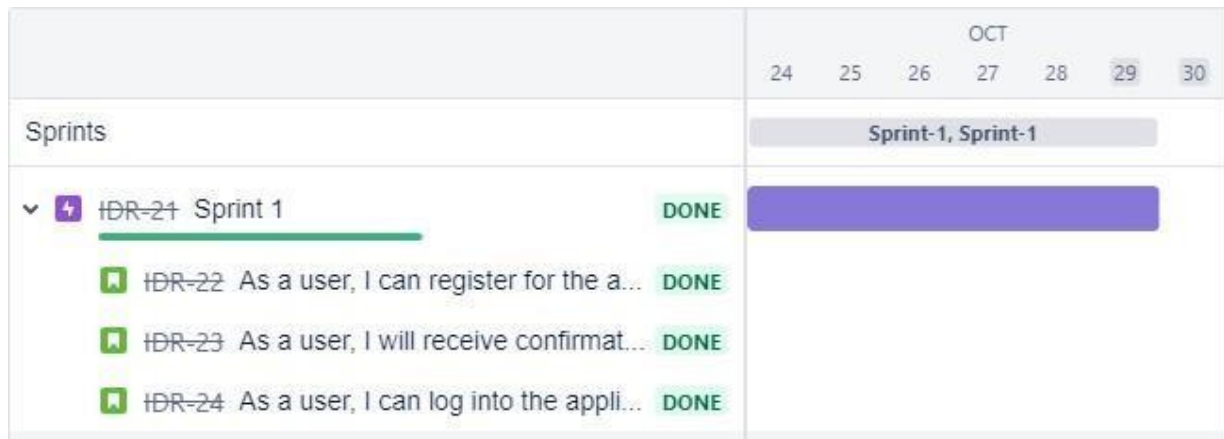 OCT
24 25 26 27 28 29 30
Sprints
Sprint-1, Sprint-1
IDR-21 Sprint 1 DONE
IDR-22 As a user, I can register for the a... DONE
IDR-23 As a user, I will receive confirmat... DONE
IDR-24 As a user, I can log into the appli... DONE